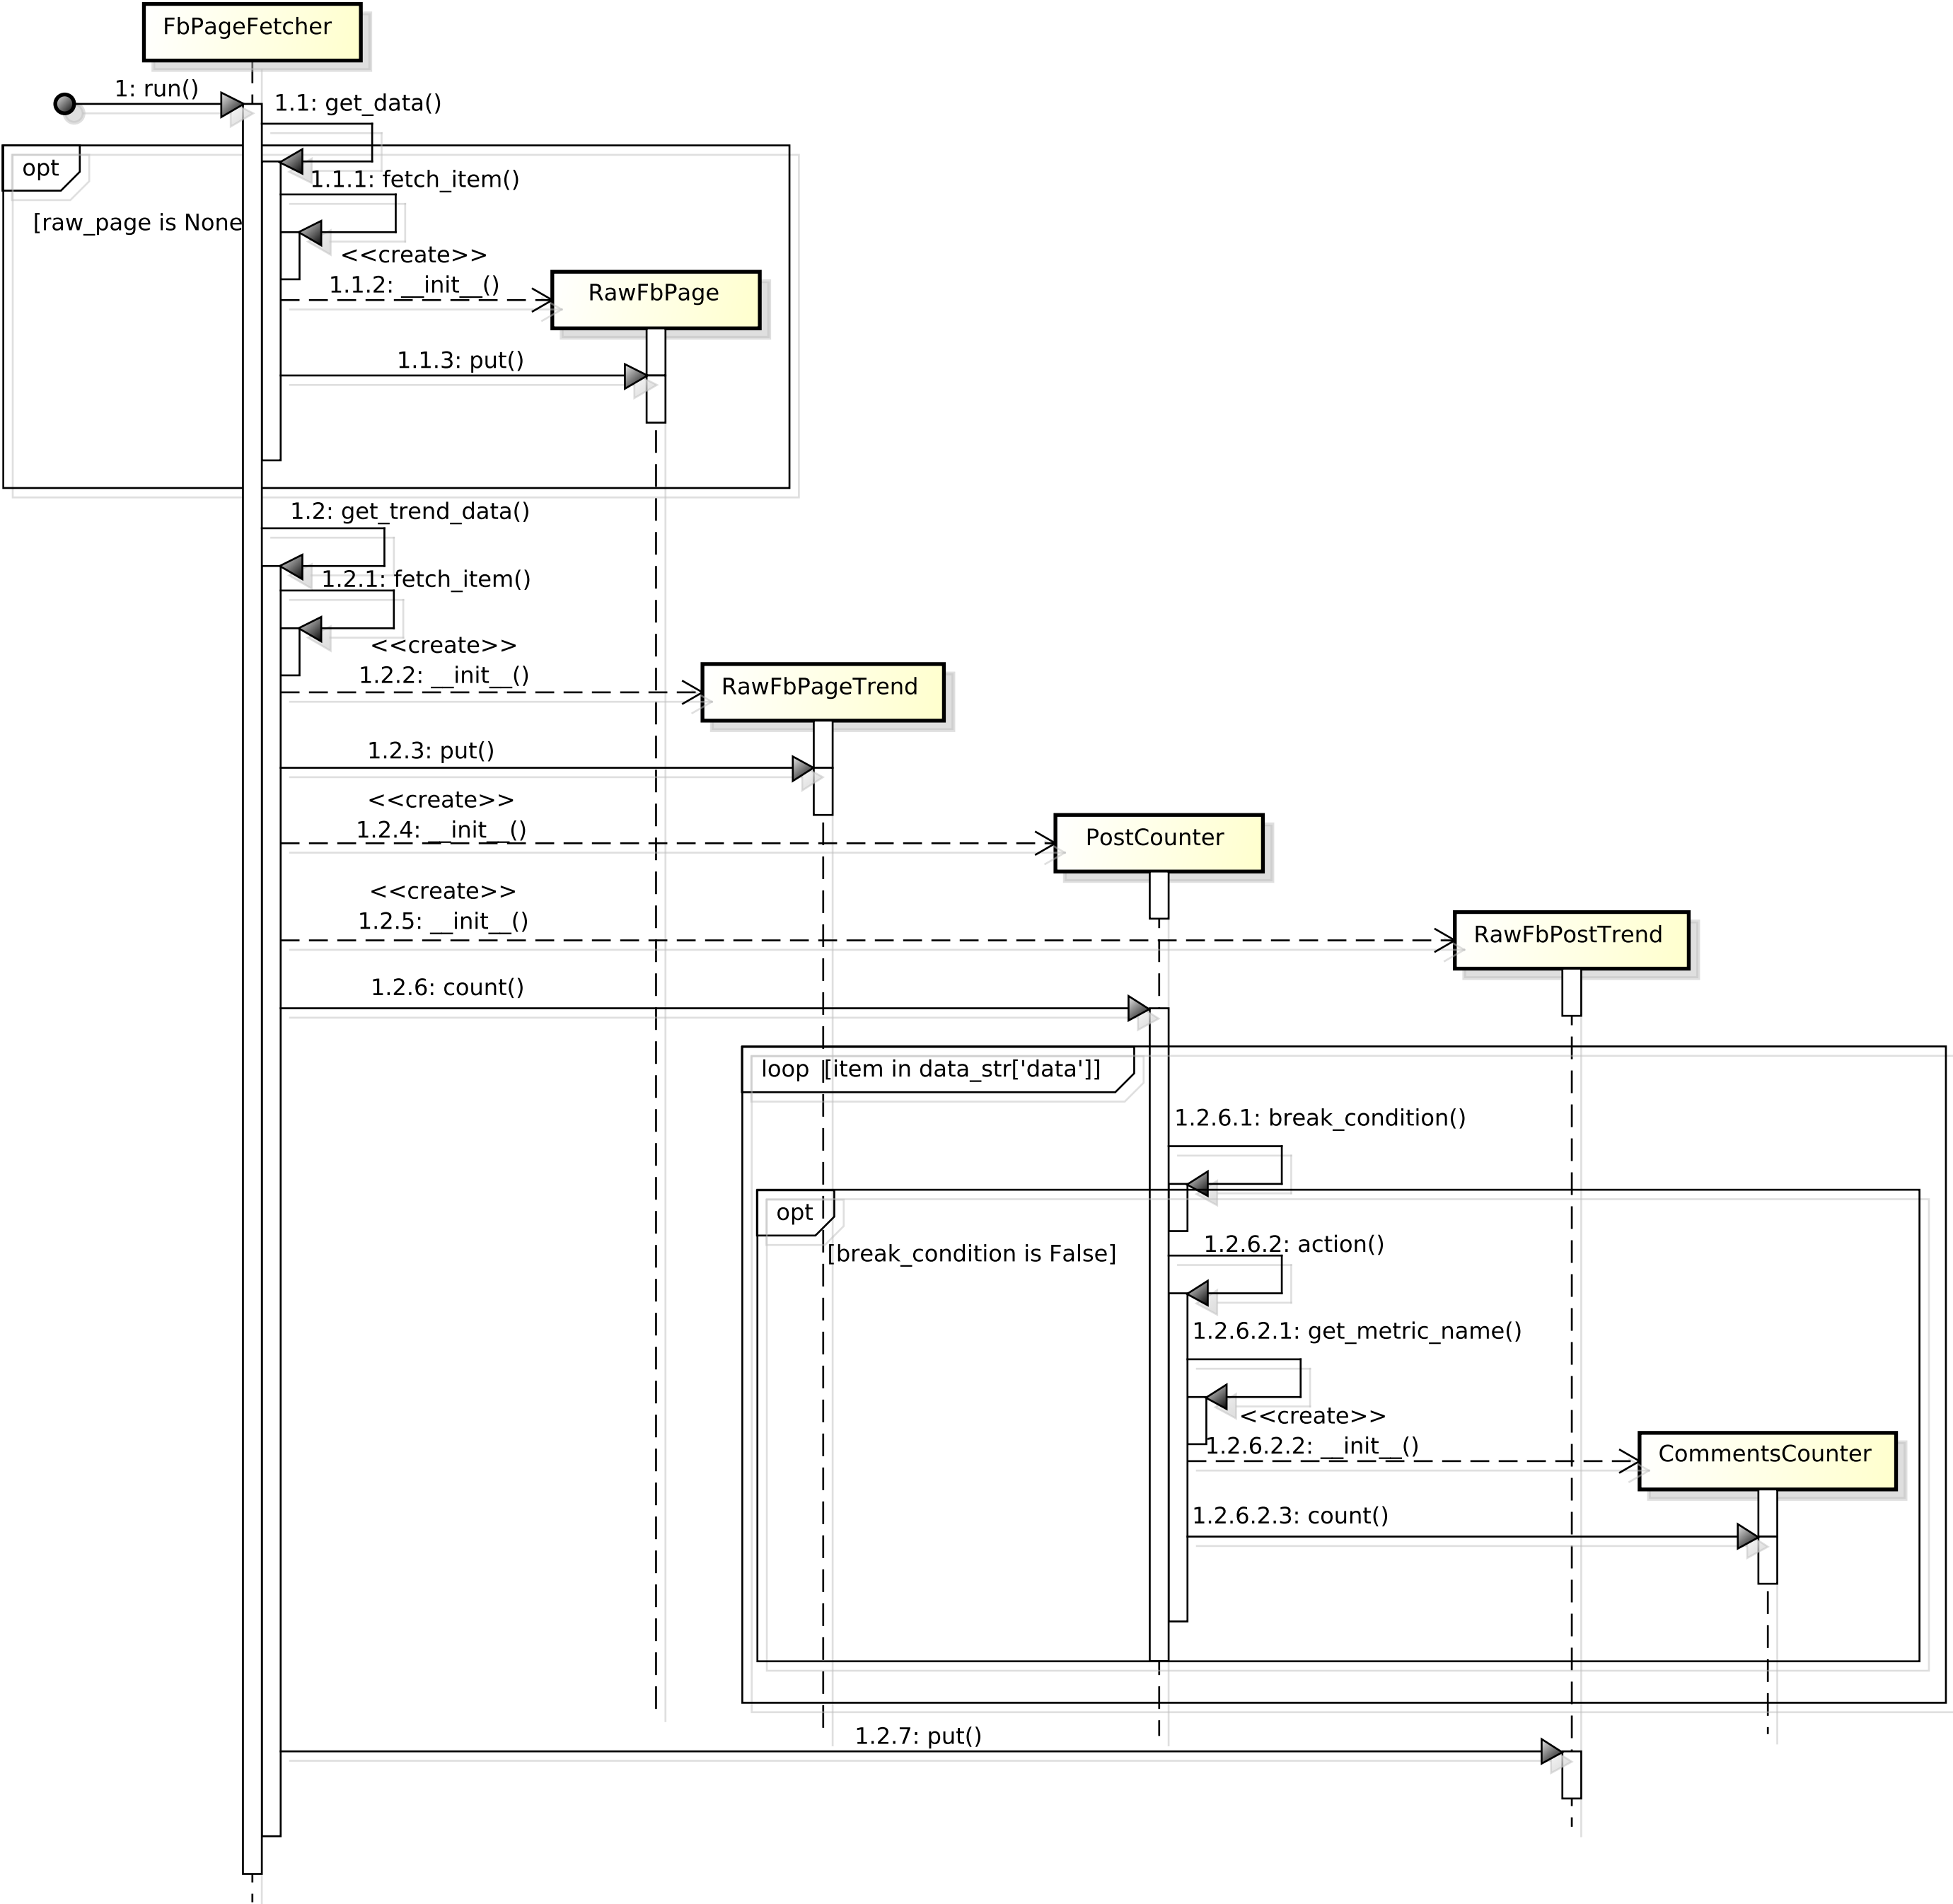 FbPageFetcher
1: run()
1.1: get_data()
opt
1.1.1: fetch_item()
[raw_page is None
<<create>>
1.1.2: __init__()
RawFbPage
1.1.3: put()
1.2: get_trend_data()
1.2.1: fetch_item()
<<create>>
1.2.2: __init__()
RawFbPageTrend
1.2.3: put()
<<create>>
1.2.4: __init__()
PostCounter
<<create>>
1.2.5: __init__()
RawFbPostTrend
1.2.6: count()
loop [item in data_str['data']]
1.2.6.1: break_condition()
opt
1.2.6.2: action()
[break_condition is False]
1.2.6.2.1: get_metric_name()
<<create>>
1.2.6.2.2: __init__()
CommentsCounter
1.2.6.2.3: count()
1.2.7: put()